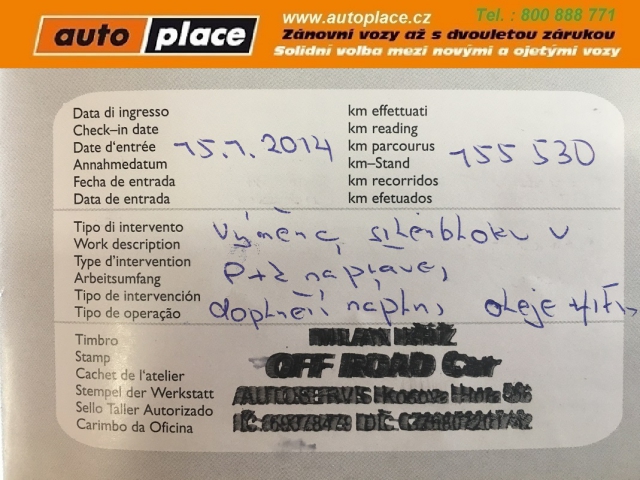 auto place
www.autoplace.cz
Tel. : 800 888 771
Zánovní vozy až s dvouletou zárukou
Solidní volba mezi novými a ojetými vozy
Data di ingresso
Check–in date
Date d'entrée
Annahmedatum
Fecha de entrada
Data de entrada
15.1.2014
km effettuati
km reading
km parcourus
km–Stand
km recorridos
km efetuados
155 530
Tipo di intervento
Work description
Type d'intervention
Arbeitsumfang
Tipo de intervención
Tipo de operação
Výměna silenbloku v
P+Z nápravě,
doplnění náplní, oleje
Timbro
Stamp
Cachet de l'atelier
Stempel der Werkstatt
Sello Taller Autorizado
Carimbo da Oficina
OFF ROAD Car
AUTOSERVIS